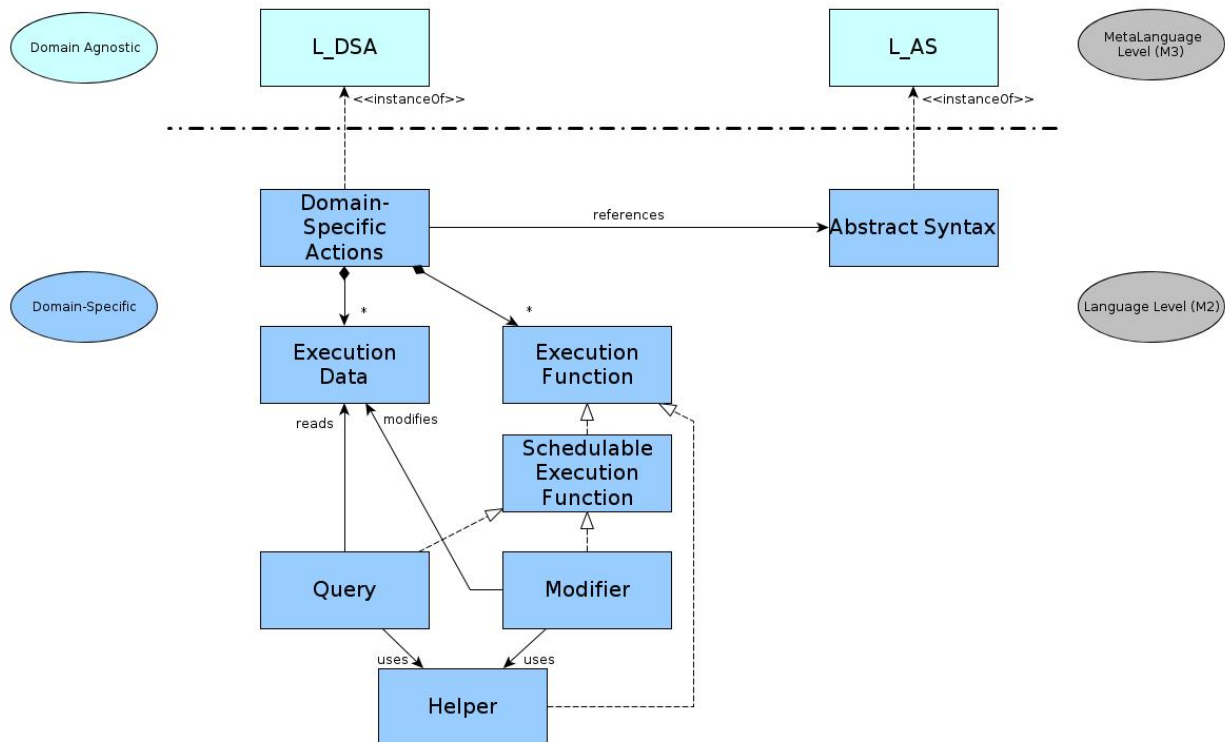 Domain Agnostic
L_DSA
L_AS
MetaLanguage
Level (M3)
<<instanceOf>>
<<instanceOf>>
Domain-
Specific
Actions
references
Abstract Syntax
Domain-Specific
Language Level (M2)
*
*
Execution
Data
Execution
Function
reads
modifies
Schedulable
Execution
Function
Query
Modifier
uses
uses
Helper